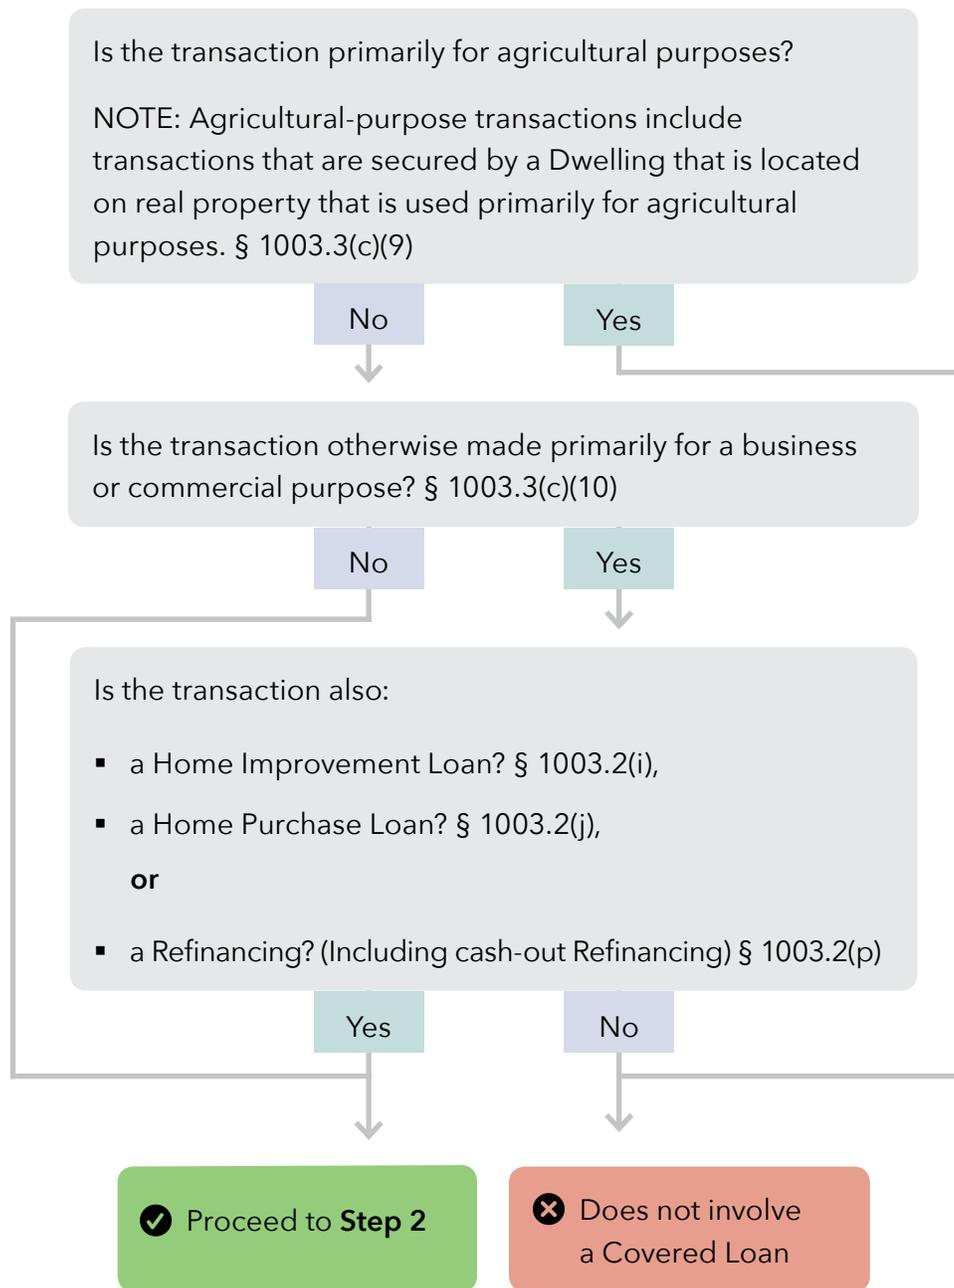 Is the transaction primarily for agricultural purposes?
NOTE: Agricultural-purpose transactions include
transactions that are secured by a Dwelling that is located
on real property that is used primarily for agricultural
purposes. § 1003.3(c)(9)
No
Yes
Is the transaction otherwise made primarily for a business
or commercial purpose? § 1003.3(c)(10)
No
Yes
Is the transaction also:
▪ a Home Improvement Loan? § 1003.2(i),
▪ a Home Purchase Loan? § 1003.2(j),
or
▪ a Refinancing? (Including cash-out Refinancing) § 1003.2(p)
Yes
No
Proceed to Step 2
Does not involve
a Covered Loan